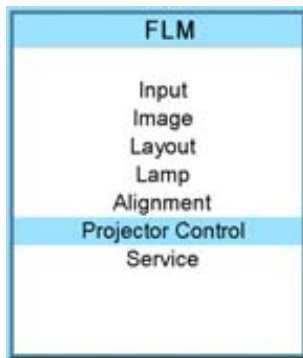 FLM
Input
Image
Layout
Lamp
Alignment
Projector Control
Service